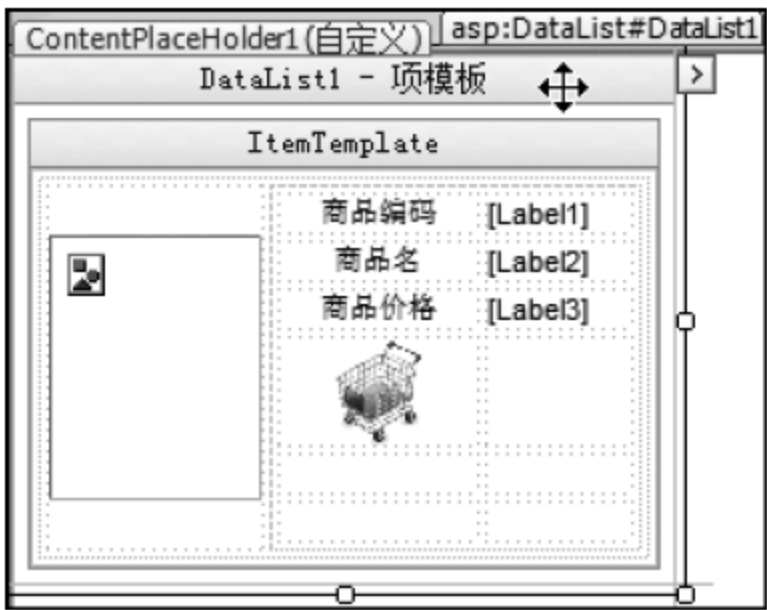 ContentPlaceHolder1(自定义)
asp:DataList#DataList1
DataList1 - 项模板
>
ItemTemplate
商品编码 [Label1]
商品名 [Label2]
商品价格 [Label3]